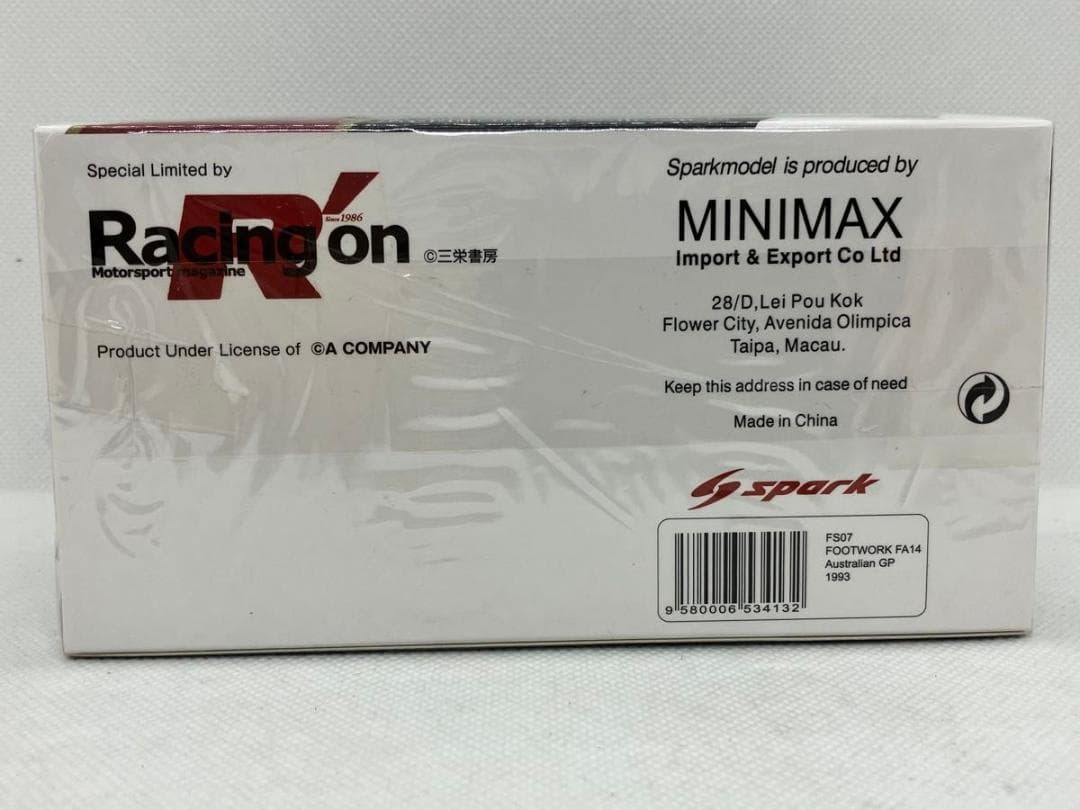 Special Limited by
Racing'on
Since 1986
Motorsport magazine
©三栄書房
Product Under License of ©A COMPANY
Sparkmodel is produced by
MINIMAX
Import & Export Co Ltd
28/D,Lei Pou Kok
Flower City, Avenida Olimpica
Taipa, Macau.
Keep this address in case of need
Made in China
spark
FS07
FOOTWORK FA14
Australian GP
1993
9 580006 534132